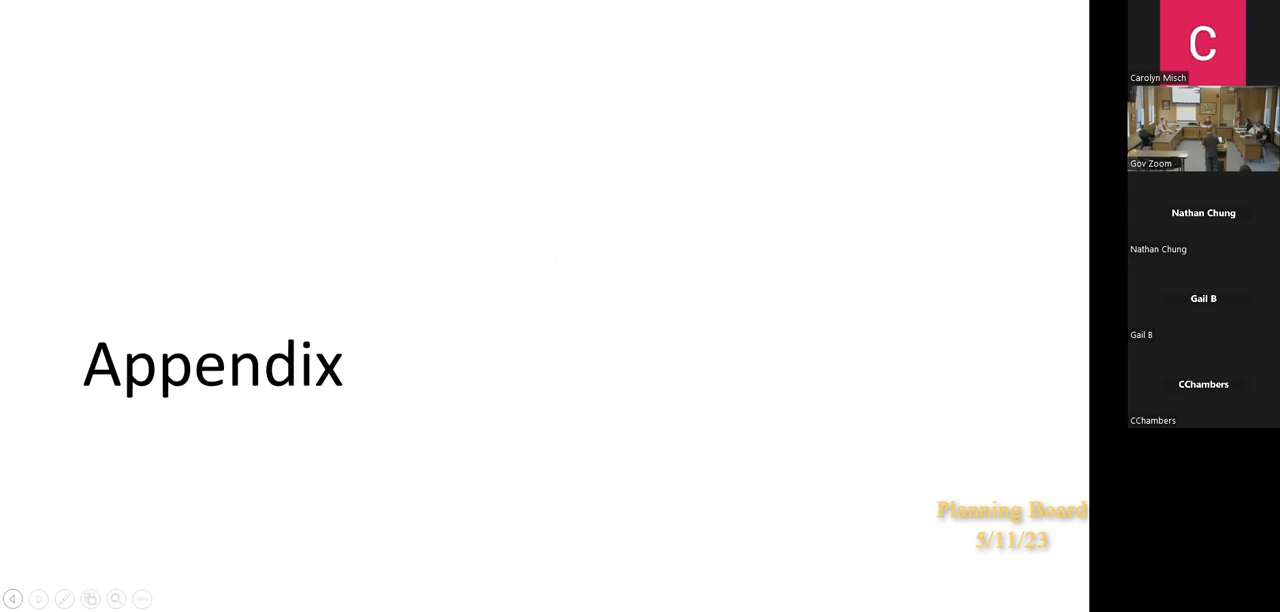 Appendix
Planning Board
5/11/23
C
Carolyn Misch
Gov Zoom
Nathan Chung
Nathan Chung
Gail B
Gail B
CChambers
CChambers